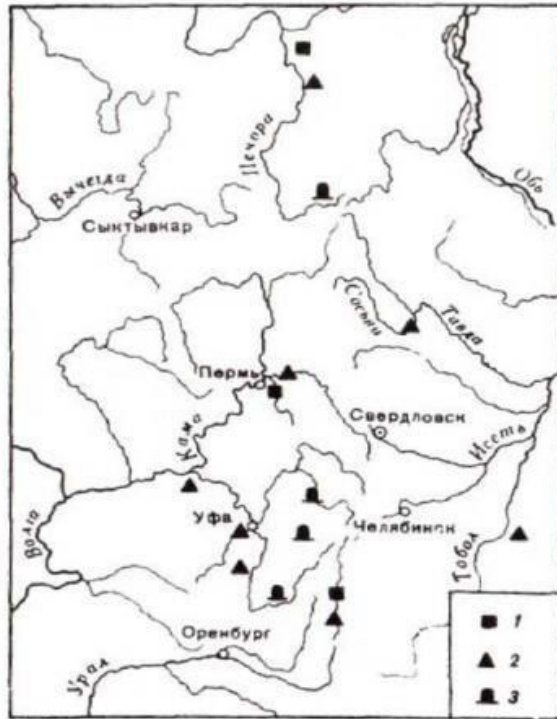 Печора
Обь
Вычегда
Сыктывкар
Сосьва
Тавда
Пермь
Кама
Свердловск
Исеть
Волга
Уфа
Челябинск
Тобол
Оренбург
Урал
1
2
3